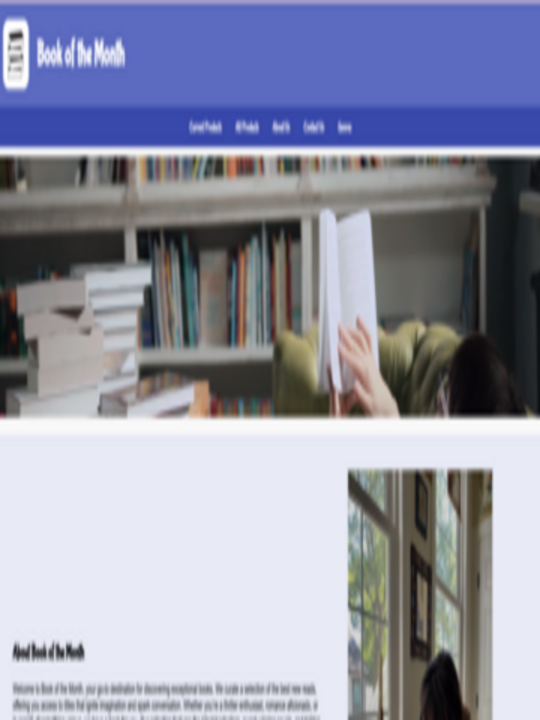 Book of the Month
Current Products All Products About Us Contact Us Source
About Book of the Month
Welcome to Book of the Month, your go-to destination for discovering exceptional books. We curate a selection of the best new reads,
offering you access to titles that ignite imagination and spark conversation. Whether you're a thriller enthusiast, romance aficionado, or